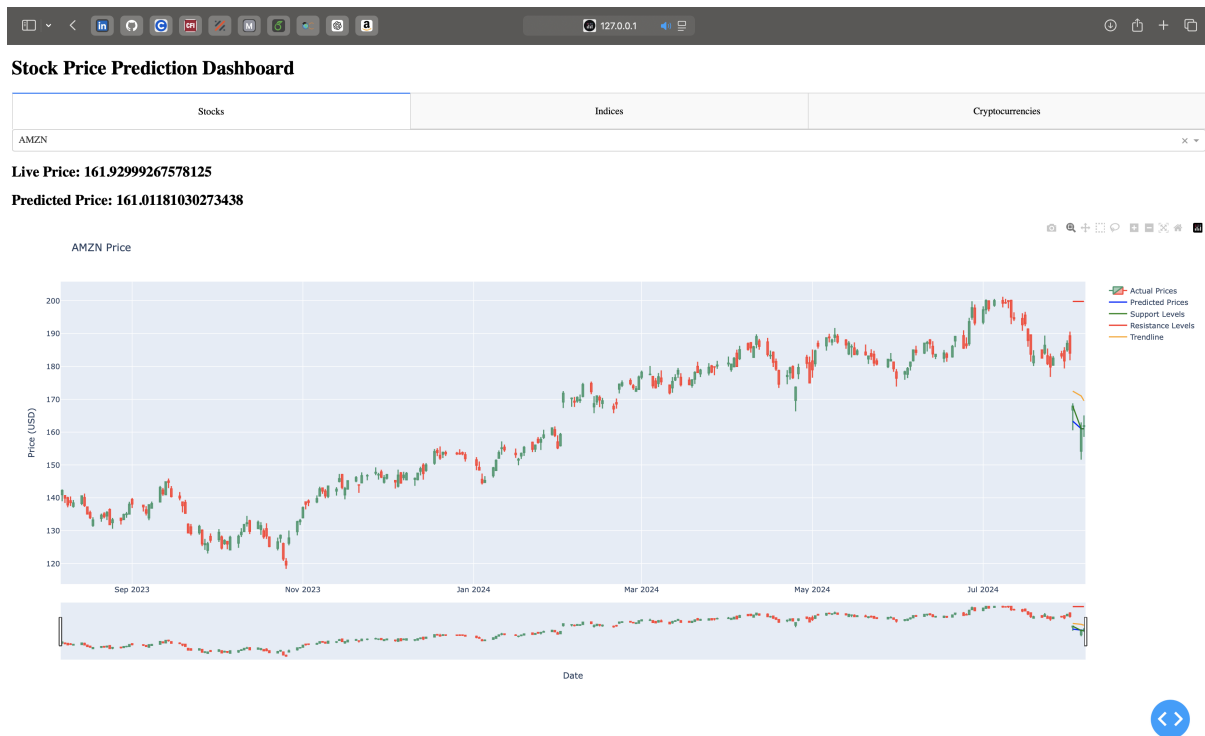 in
C
CFI
M
a
127.0.0.1
Stock Price Prediction Dashboard
Stocks
Indices
Cryptocurrencies
AMZN
Live Price: 161.92999267578125
Predicted Price: 161.01181030273438
AMZN Price
Actual Prices
Predicted Prices
Support Levels
Resistance Levels
Trendline
Price (USD)
200
190
180
170
160
150
140
130
120
Sep 2023
Nov 2023
Jan 2024
Mar 2024
May 2024
Jul 2024
Date